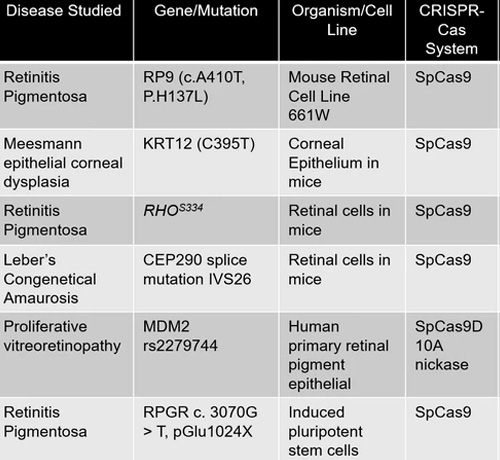 Disease Studied
Gene/Mutation
Organism/Cell
Line
CRISPR-
Cas
System
Retinitis
Pigmentosa
RP9 (c.A410T,
P.H137L)
Mouse Retinal
Cell Line
661W
SpCas9
Meesmann
epithelial corneal
dysplasia
KRT12 (C395T)
Corneal
Epithelium in
mice
SpCas9
Retinitis
Pigmentosa
RHOS334
Retinal cells in
mice
SpCas9
Leber’s
Congenetical
Amaurosis
CEP290 splice
mutation IVS26
Retinal cells in
mice
SpCas9
Proliferative
vitreoretinopathy
MDM2
rs2279744
Human
primary retinal
pigment
epithelial
SpCas9D
10A
nickase
Retinitis
Pigmentosa
RPGR c. 3070G
> T, pGlu1024X
Induced
pluripotent
stem cells
SpCas9